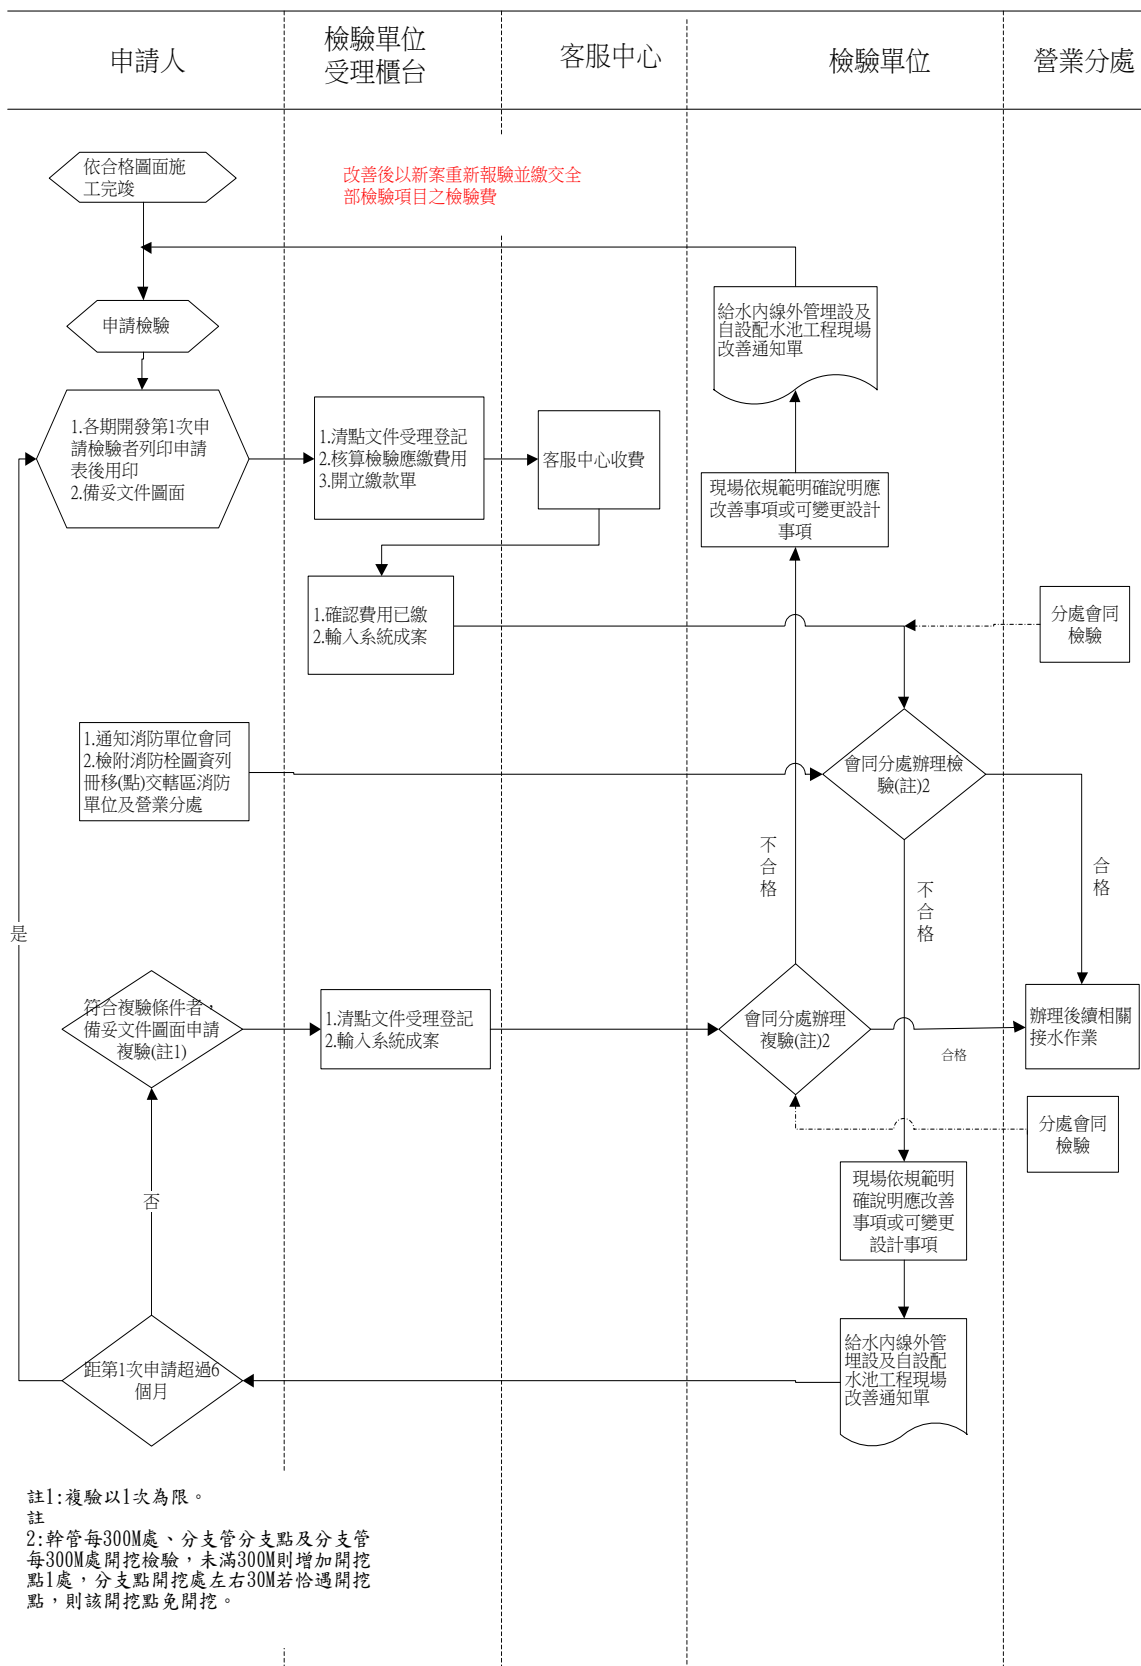 申請人
檢驗單位
受理櫃台
客服中心
檢驗單位
營業分處
依合格圖面施
工完竣
改善後以新案重新報驗並繳交全
部檢驗項目之檢驗費
申請檢驗
給水內線外管埋設及
自設配水池工程現場
改善通知單
1.各期開發第1次申
請檢驗者列印申請
表後用印
2.備妥文件圖面
1.清點文件受理登記
2.核算檢驗應繳費用
3.開立繳款單
客服中心收費
現場依規範明確說明應
改善事項或可變更設計
事項
1.確認費用已繳
2.輸入系統成案
分處會同
檢驗
1.通知消防單位會同
2.檢附消防栓圖資列
冊移(點)交轄區消防
單位及營業分處
會同分處辦理檢
驗(註)2
不合格
不合格
合格
是
符合複驗條件者，
備妥文件圖面申請
複驗(註1)
1.清點文件受理登記
2.輸入系統成案
會同分處辦理
複驗(註)2
合格
辦理後續相關
接水作業
分處會同
檢驗
否
現場依規範明
確說明應改善
事項或可變更
設計事項
距第1次申請超過6
個月
給水內線外管
埋設及自設配
水池工程現場
改善通知單
註1:複驗以1次為限。
註
2:幹管每300M處、分支管分支點及分支管
每300M處開挖檢驗，未滿300M則增加開挖
點1處，分支點開挖處左右30M若恰遇開挖
點，則該開挖點免開挖。